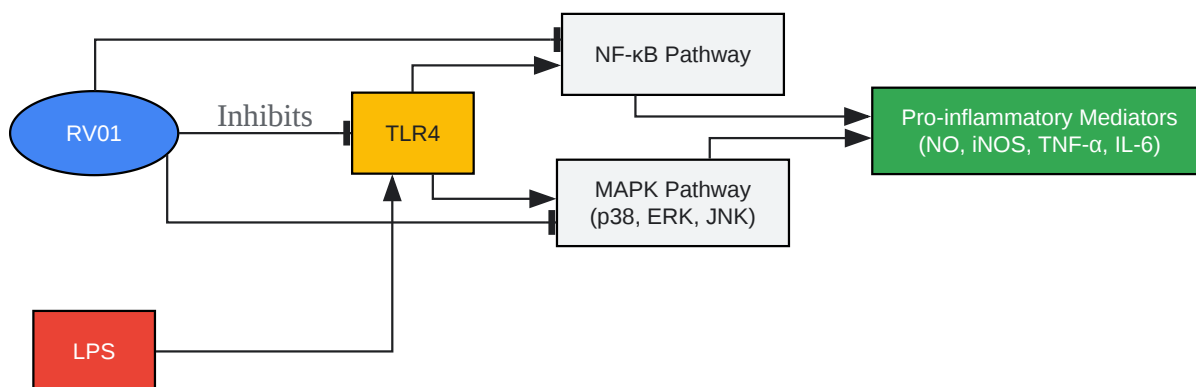 NF-κB Pathway
RV01
Inhibits
TLR4
Pro-inflammatory Mediators
(NO, iNOS, TNF-α, IL-6)
MAPK Pathway
(p38, ERK, JNK)
LPS